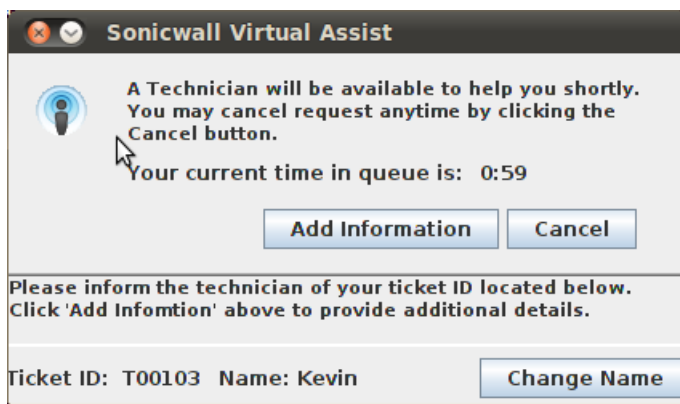 Sonicwall Virtual Assist
A Technician will be available to help you shortly.
You may cancel request anytime by clicking the
Cancel button.
Your current time in queue is: 0:59
Add Information Cancel
Please inform the technician of your ticket ID located below.
Click 'Add Infomtion' above to provide additional details.
Ticket ID: T00103 Name: Kevin Change Name